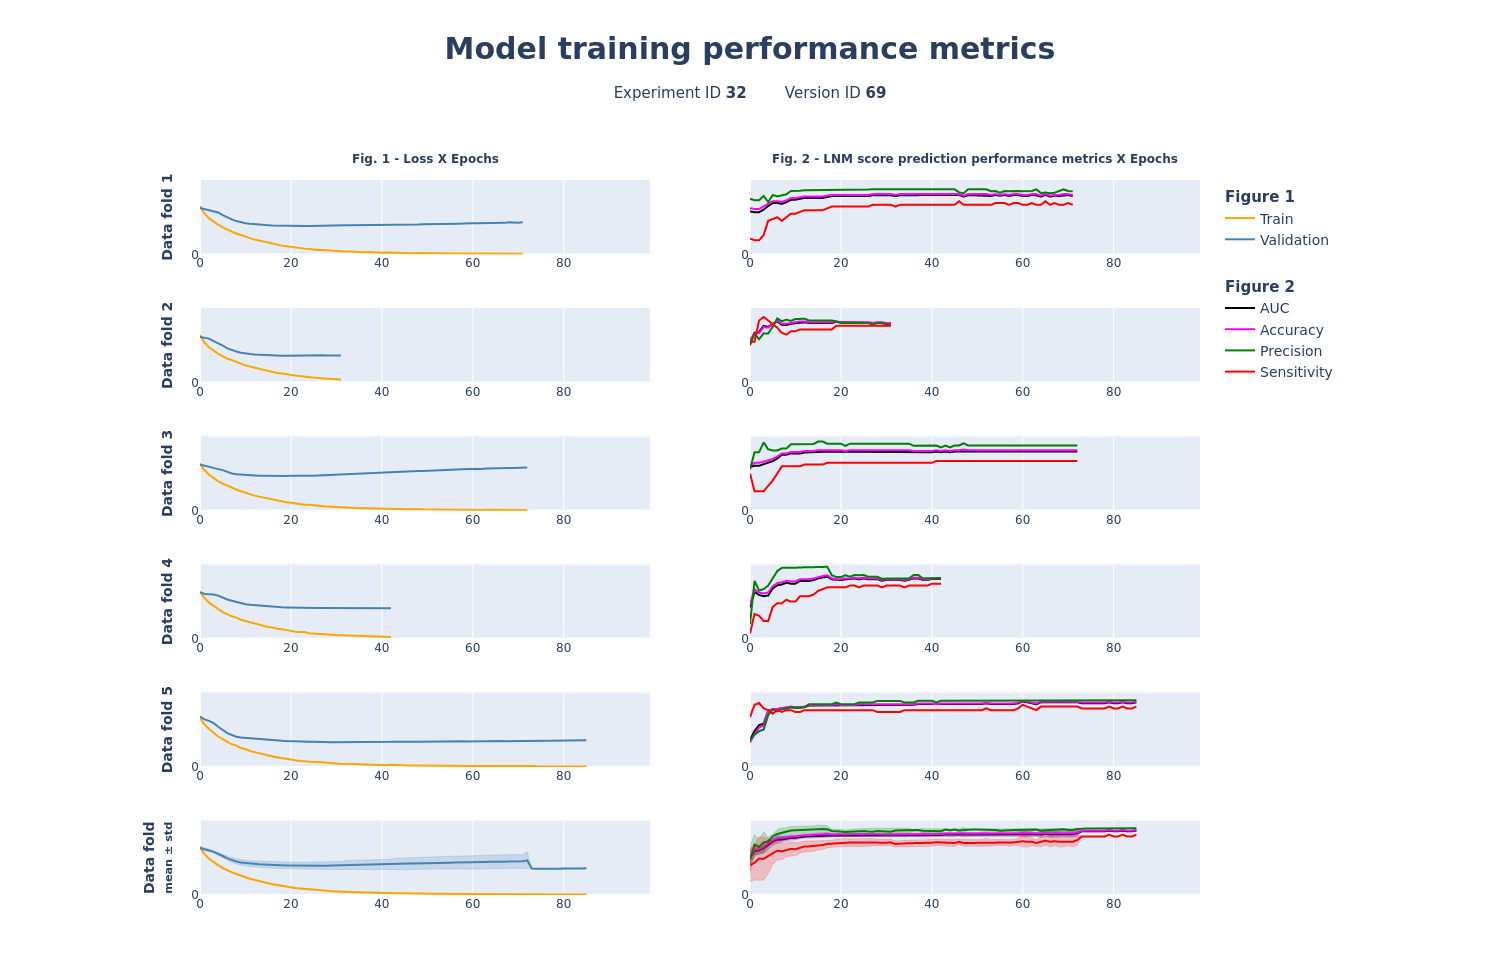 Model training performance metrics
Experiment ID 32 Version ID 69
Fig. 1 - Loss X Epochs
Fig. 2 - LNM score prediction performance metrics X Epochs
Data fold 1
0
0 20 40 60 80
0
0 20 40 60 80
Figure 1
Train
Validation
Figure 2
AUC
Accuracy
Precision
Sensitivity
Data fold 2
0
0 20 40 60 80
0
0 20 40 60 80
Data fold 3
0
0 20 40 60 80
0
0 20 40 60 80
Data fold 4
0
0 20 40 60 80
0
0 20 40 60 80
Data fold 5
0
0 20 40 60 80
0
0 20 40 60 80
Data fold
mean ± std
0
0 20 40 60 80
0
0 20 40 60 80